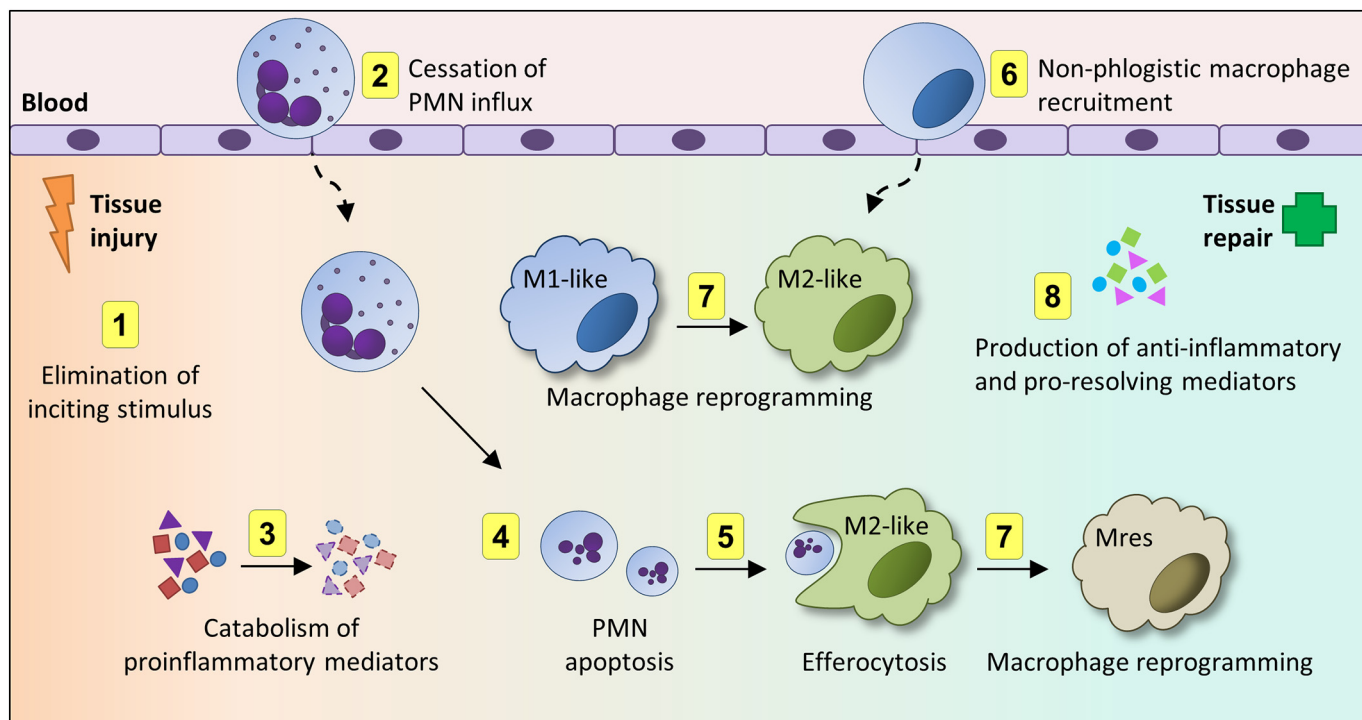 Blood
2
Cessation of
PMN influx
6
Non-phlogistic macrophage
recruitment
Tissue
injury
1
Elimination of
inciting stimulus
M1-like
7
M2-like
Macrophage reprogramming
Tissue
repair
8
Production of anti-inflammatory
and pro-resolving mediators
3
Catabolism of
proinflammatory mediators
4
PMN
apoptosis
5
M2-like
Efferocytosis
7
Mres
Macrophage reprogramming